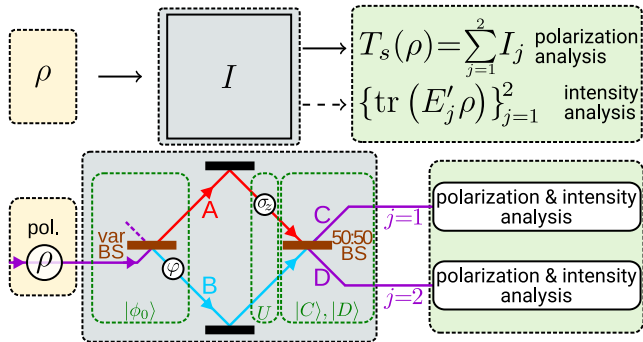 ρ
I
T_s(ρ) = ∑_{j=1}^{2} I_j polarization analysis
{tr (E′_j ρ)}_{j=1}^{2} intensity analysis
pol.
ρ
var
BS
A
σ_z
φ
B
|ϕ_0⟩
U
|C⟩, |D⟩
50:50
BS
C
D
j=1
j=2
polarization & intensity
analysis
polarization & intensity
analysis